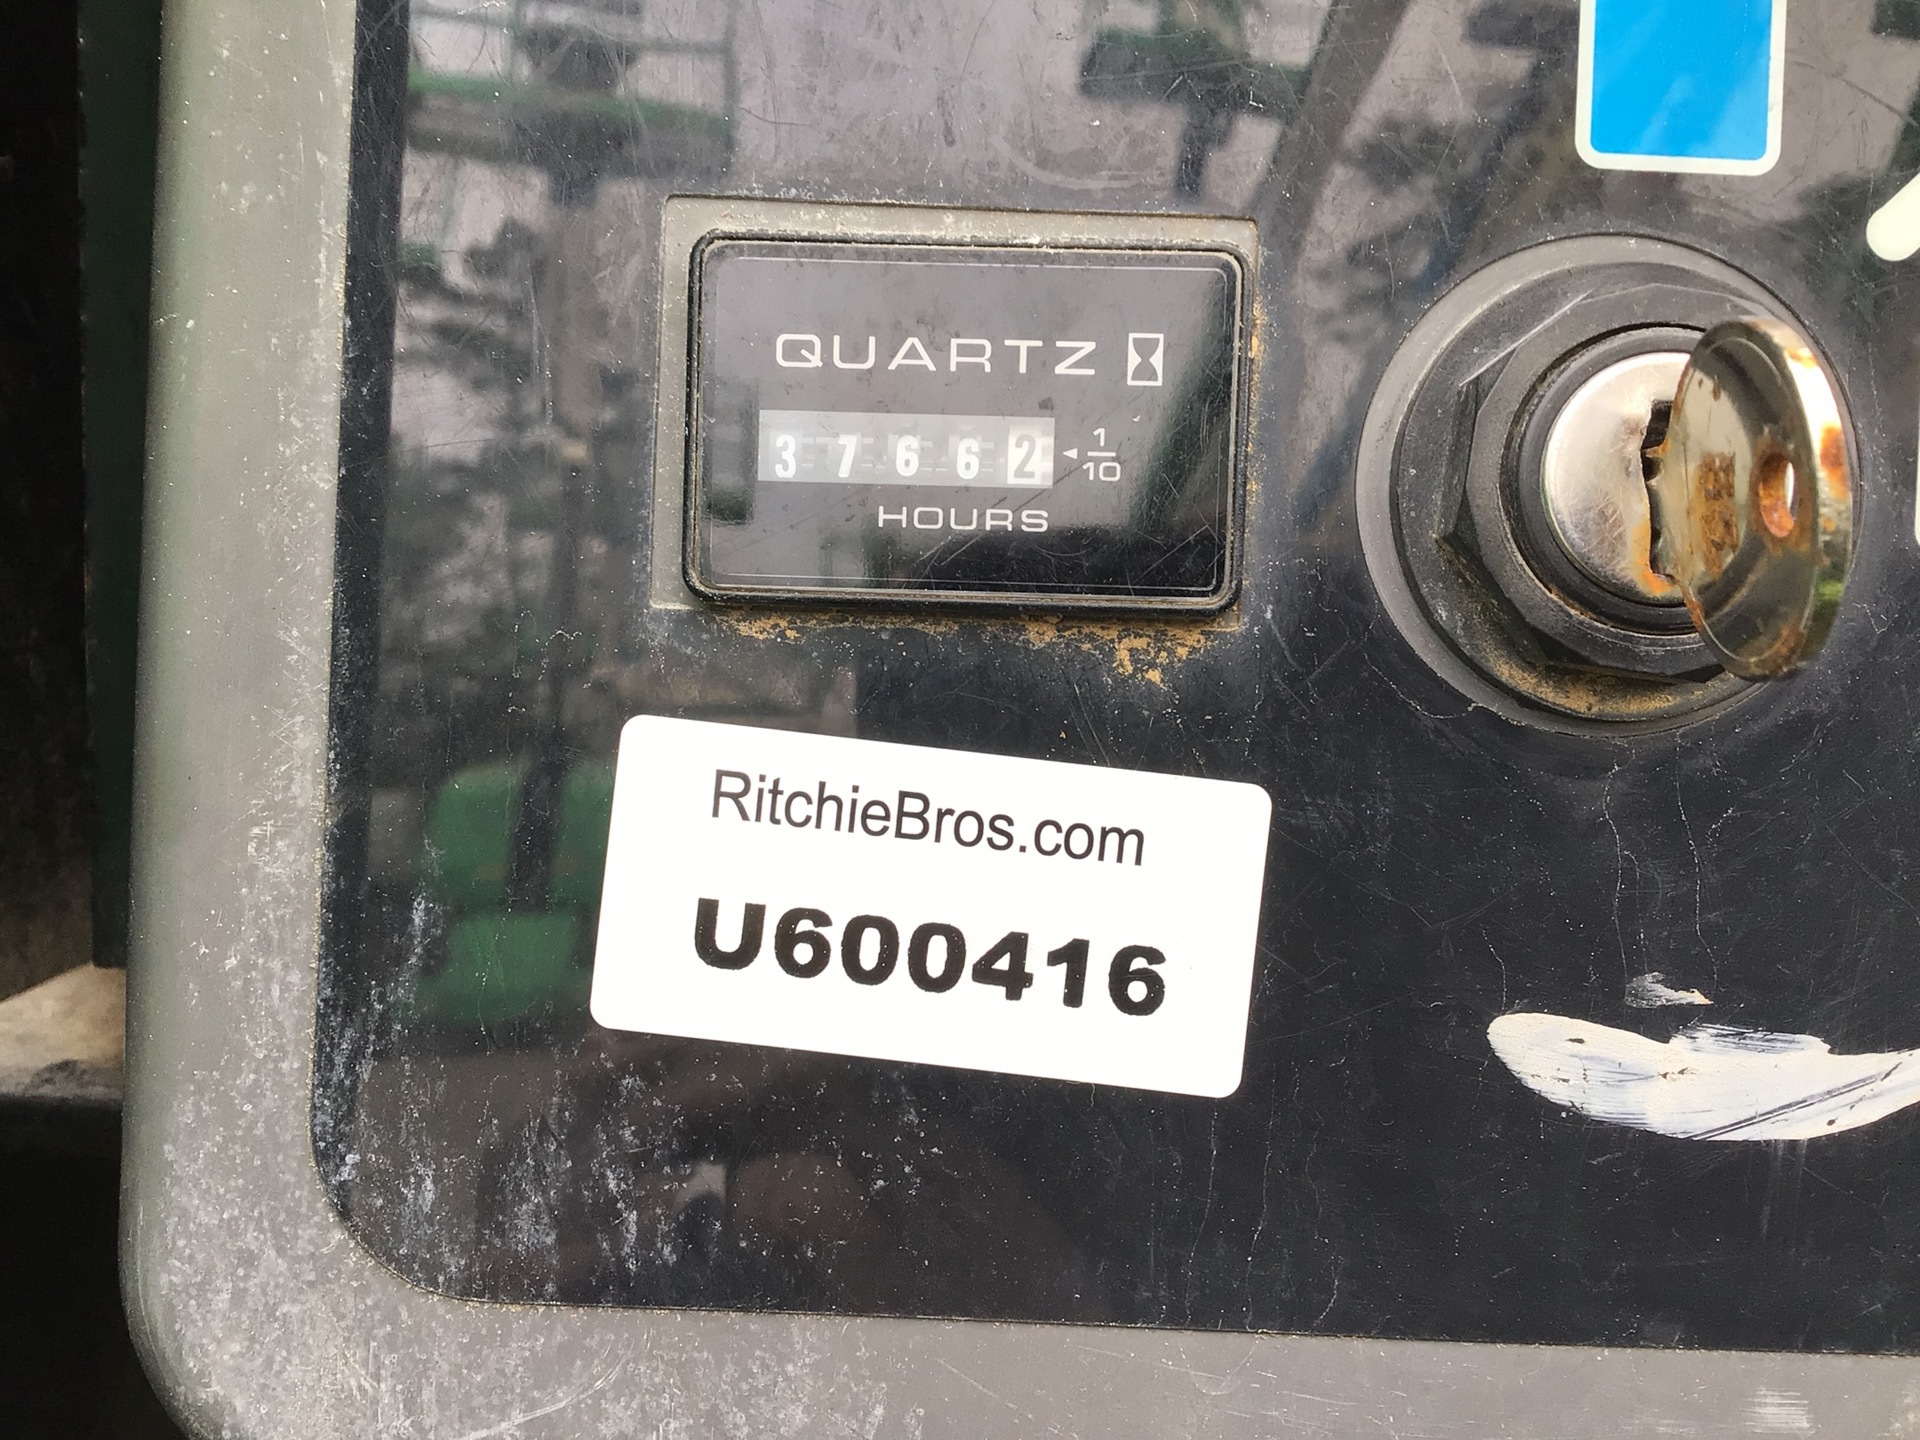 QUARTZ
37662 1/10
HOURS
RitchieBros.com
U600416